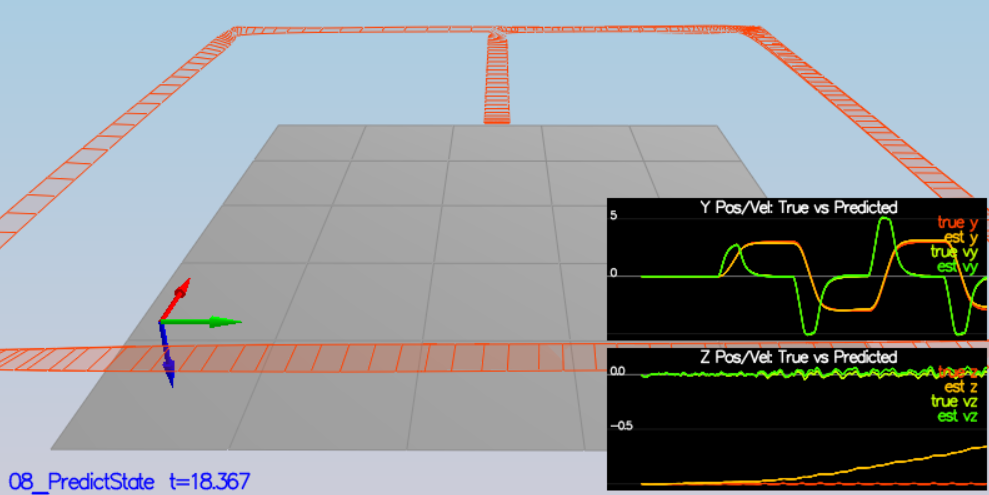 Y Pos/Vel: True vs Predicted
5
true y
est y
true vy
est vy
0
Z Pos/Vel: True vs Predicted
0.0
true z
est z
true vz
est vz
-0.5
08_PredictState t=18.367